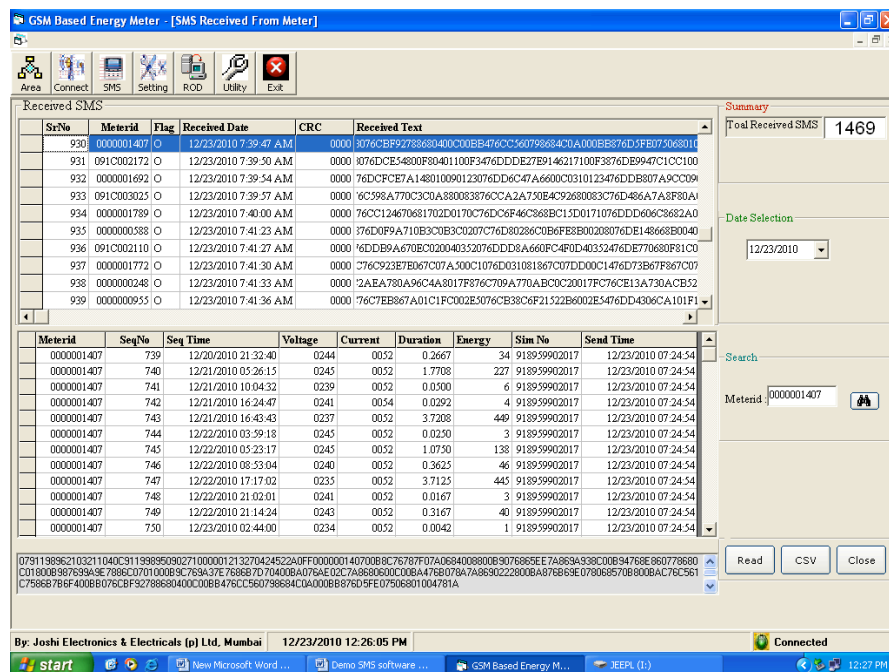 GSM Based Energy Meter - [SMS Received From Meter]
Area Connect SMS Setting ROD Utility Exit
Received SMS
SrNo Meterid Flag Received Date CRC Received Text
930 0000001407 O 12/23/2010 7:39:47 AM 0000
931 091C002172 O 12/23/2010 7:39:50 AM 0000
932 0000001692 O 12/23/2010 7:39:54 AM 0000
933 091C003025 O 12/23/2010 7:39:57 AM 0000
934 0000001789 O 12/23/2010 7:40:00 AM 0000
935 0000000588 O 12/23/2010 7:41:23 AM 0000
936 091C002110 O 12/23/2010 7:41:27 AM 0000
937 0000001772 O 12/23/2010 7:41:30 AM 0000
938 0000000248 O 12/23/2010 7:41:33 AM 0000
939 0000000955 O 12/23/2010 7:41:36 AM 0000
Summary
Toal Received SMS 1469
Date Selection
12/23/2010
Search
Meterid : 0000001407
Meterid SeqNo Seq Time Voltage Current Duration Energy Sim No Send Time
0000001407 739 12/20/2010 21:32:40 0244 0052 0.2667 34 918959902017 12/23/2010 07:24:54
0000001407 740 12/21/2010 05:26:15 0245 0052 1.7708 227 918959902017 12/23/2010 07:24:54
0000001407 741 12/21/2010 10:04:32 0239 0052 0.0500 6 918959902017 12/23/2010 07:24:54
0000001407 742 12/21/2010 16:24:47 0241 0054 0.0292 4 918959902017 12/23/2010 07:24:54
0000001407 743 12/21/2010 16:43:43 0237 0052 3.7208 449 918959902017 12/23/2010 07:24:54
0000001407 744 12/22/2010 03:59:18 0245 0052 0.0250 3 918959902017 12/23/2010 07:24:54
0000001407 745 12/22/2010 05:23:17 0245 0052 1.0750 138 918959902017 12/23/2010 07:24:54
0000001407 746 12/22/2010 08:53:04 0240 0052 0.3625 46 918959902017 12/23/2010 07:24:54
0000001407 747 12/22/2010 17:17:02 0235 0052 3.7125 445 918959902017 12/23/2010 07:24:54
0000001407 748 12/22/2010 21:02:01 0241 0052 0.0167 3 918959902017 12/23/2010 07:24:54
0000001407 749 12/22/2010 21:14:24 0243 0052 0.3167 40 918959902017 12/23/2010 07:24:54
0000001407 750 12/23/2010 02:44:00 0234 0052 0.0042 1 918959902017 12/23/2010 07:24:54
Read CSV Close
By: Joshi Electronics & Electricals (p) Ltd, Mumbai 12/23/2010 12:26:05 PM Connected
start New Microsoft Word ... Demo SMS software ... GSM Based Energy M... JEEPL (I:) 12:27 PM